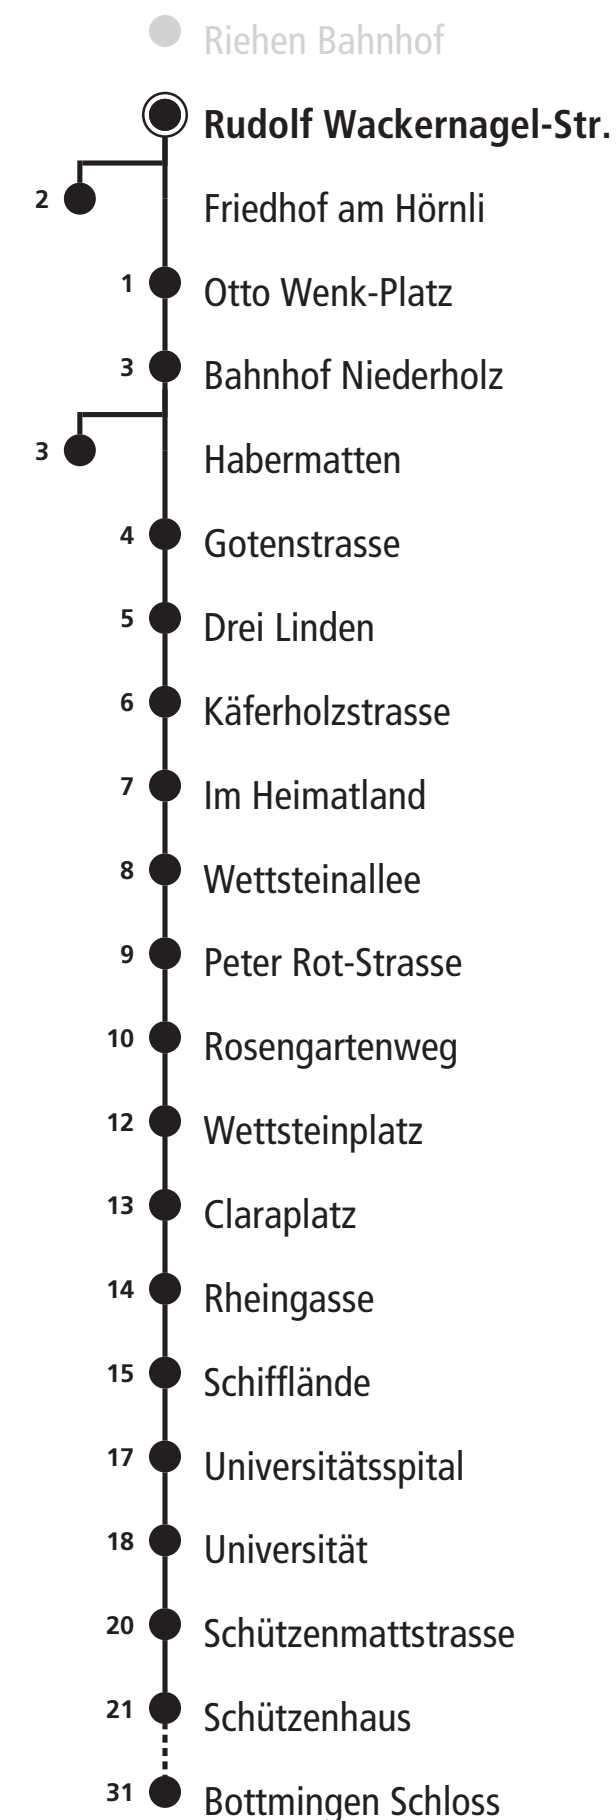 Riehen Bahnhof
Rudolf Wackernagel-Str.
2 Friedhof am Hörnli
1 Otto Wenk-Platz
3 Bahnhof Niederholz
3 Habermatten
4 Gotenstrasse
5 Drei Linden
6 Käferholzstrasse
7 Im Heimatland
8 Wettsteinallee
9 Peter Rot-Strasse
10 Rosengartenweg
12 Wettsteinplatz
13 Claraplatz
14 Rheingasse
15 Schifflände
17 Universitätsspital
18 Universität
20 Schützenmattstrasse
21 Schützenhaus
31 Bottmingen Schloss